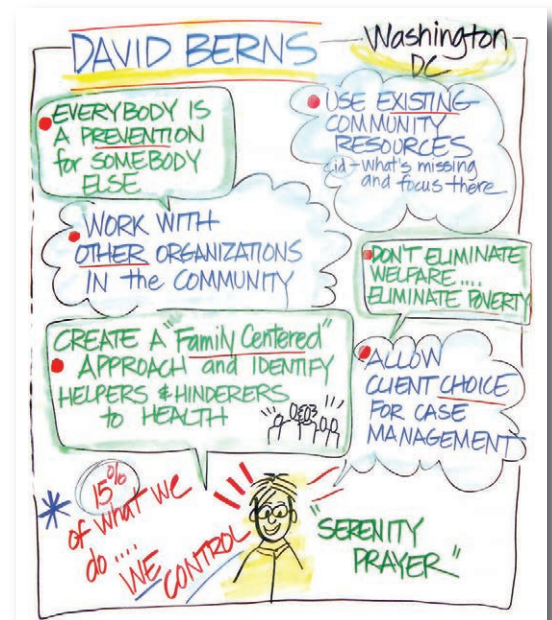 DAVID BERNS
Washington
DC
EVERYBODY IS
A PREVENTION
for SOMEBODY
ELSE
USE EXISTING
COMMUNITY
RESOURCES
id-what's missing
and focus there
WORK WITH
OTHER ORGANIZATIONS
IN the COMMUNITY
DON'T ELIMINATE
WELFARE....
ELIMINATE POVERTY
CREATE A "Family Centered"
APPROACH and IDENTIFY
HELPERS & HINDERERS
to HEALTH
ALLOW
CLIENT CHOICE
FOR CASE
MANAGEMENT
15%
of what we
do ....
WE CONTROL
"SERENITY
PRAYER"